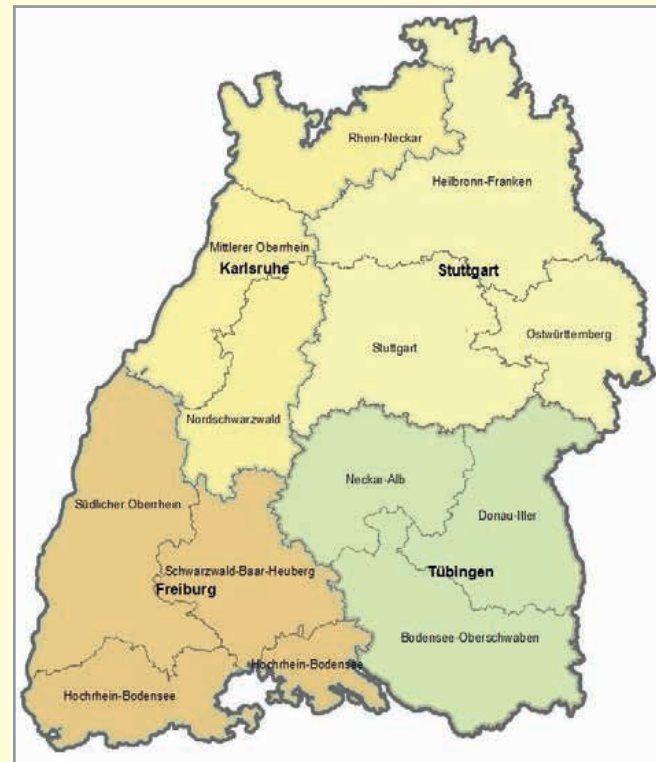 Rhein-Neckar
Heilbronn-Franken
Mittlerer Oberrhein
Karlsruhe
Stuttgart
Ostwürttemberg
Stuttgart
Nordschwarzwald
Neckar-Alb
Südlicher Oberrhein
Donau-Iller
Schwarzwald-Baar-Heuberg
Tübingen
Freiburg
Bodensee-Oberschwaben
Hochrhein-Bodensee
Hochrhein-Bodensee